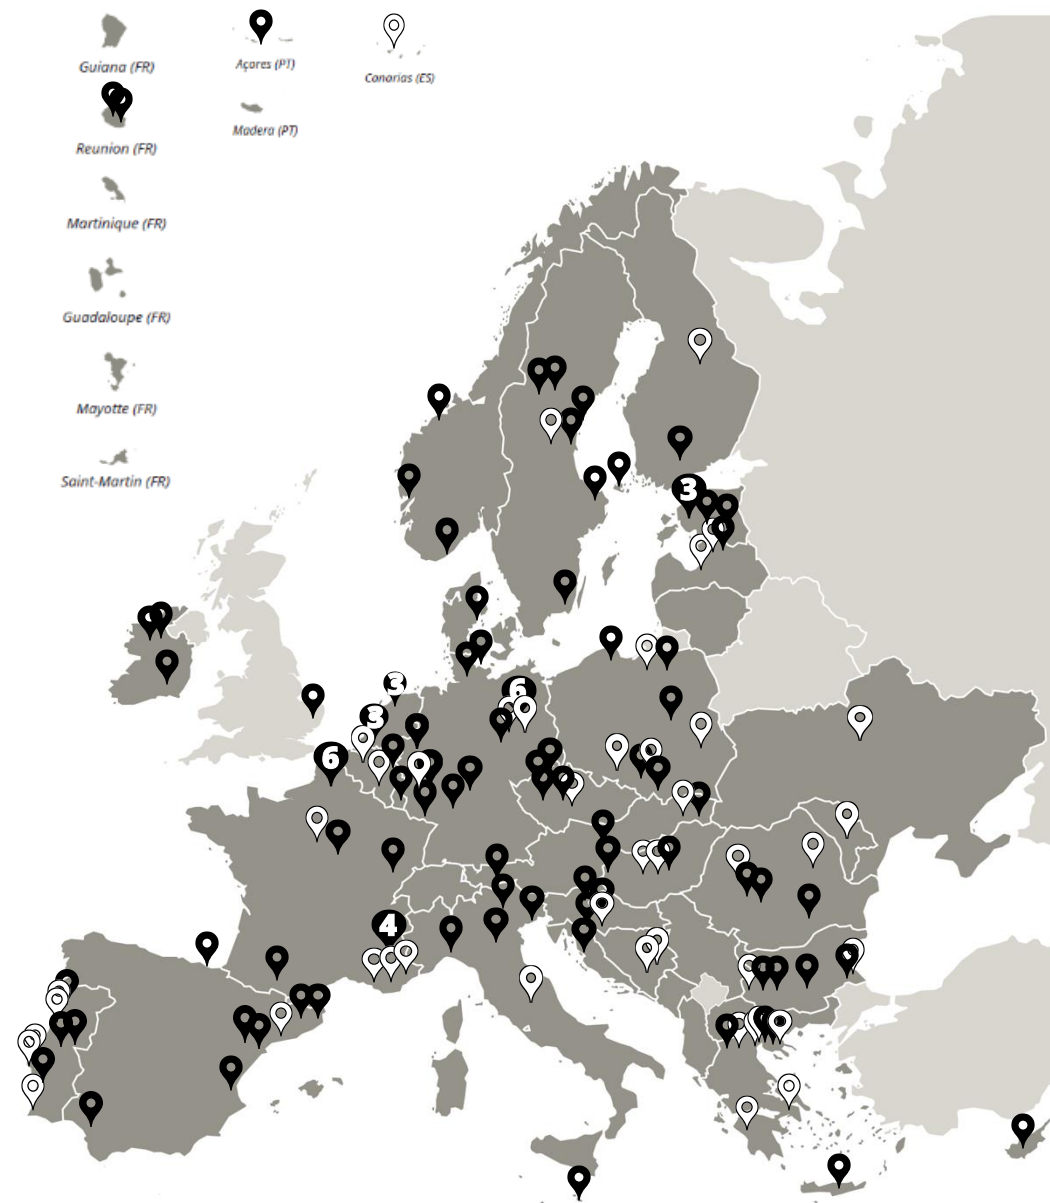 Guiana (FR)
Açares (PT)
Canarias (ES)
Reunion (FR)
Madera (PT)
Martinique (FR)
Guadaloupe (FR)
Mayotte (FR)
Saint-Martin (FR)
3
3
6
3
6
4